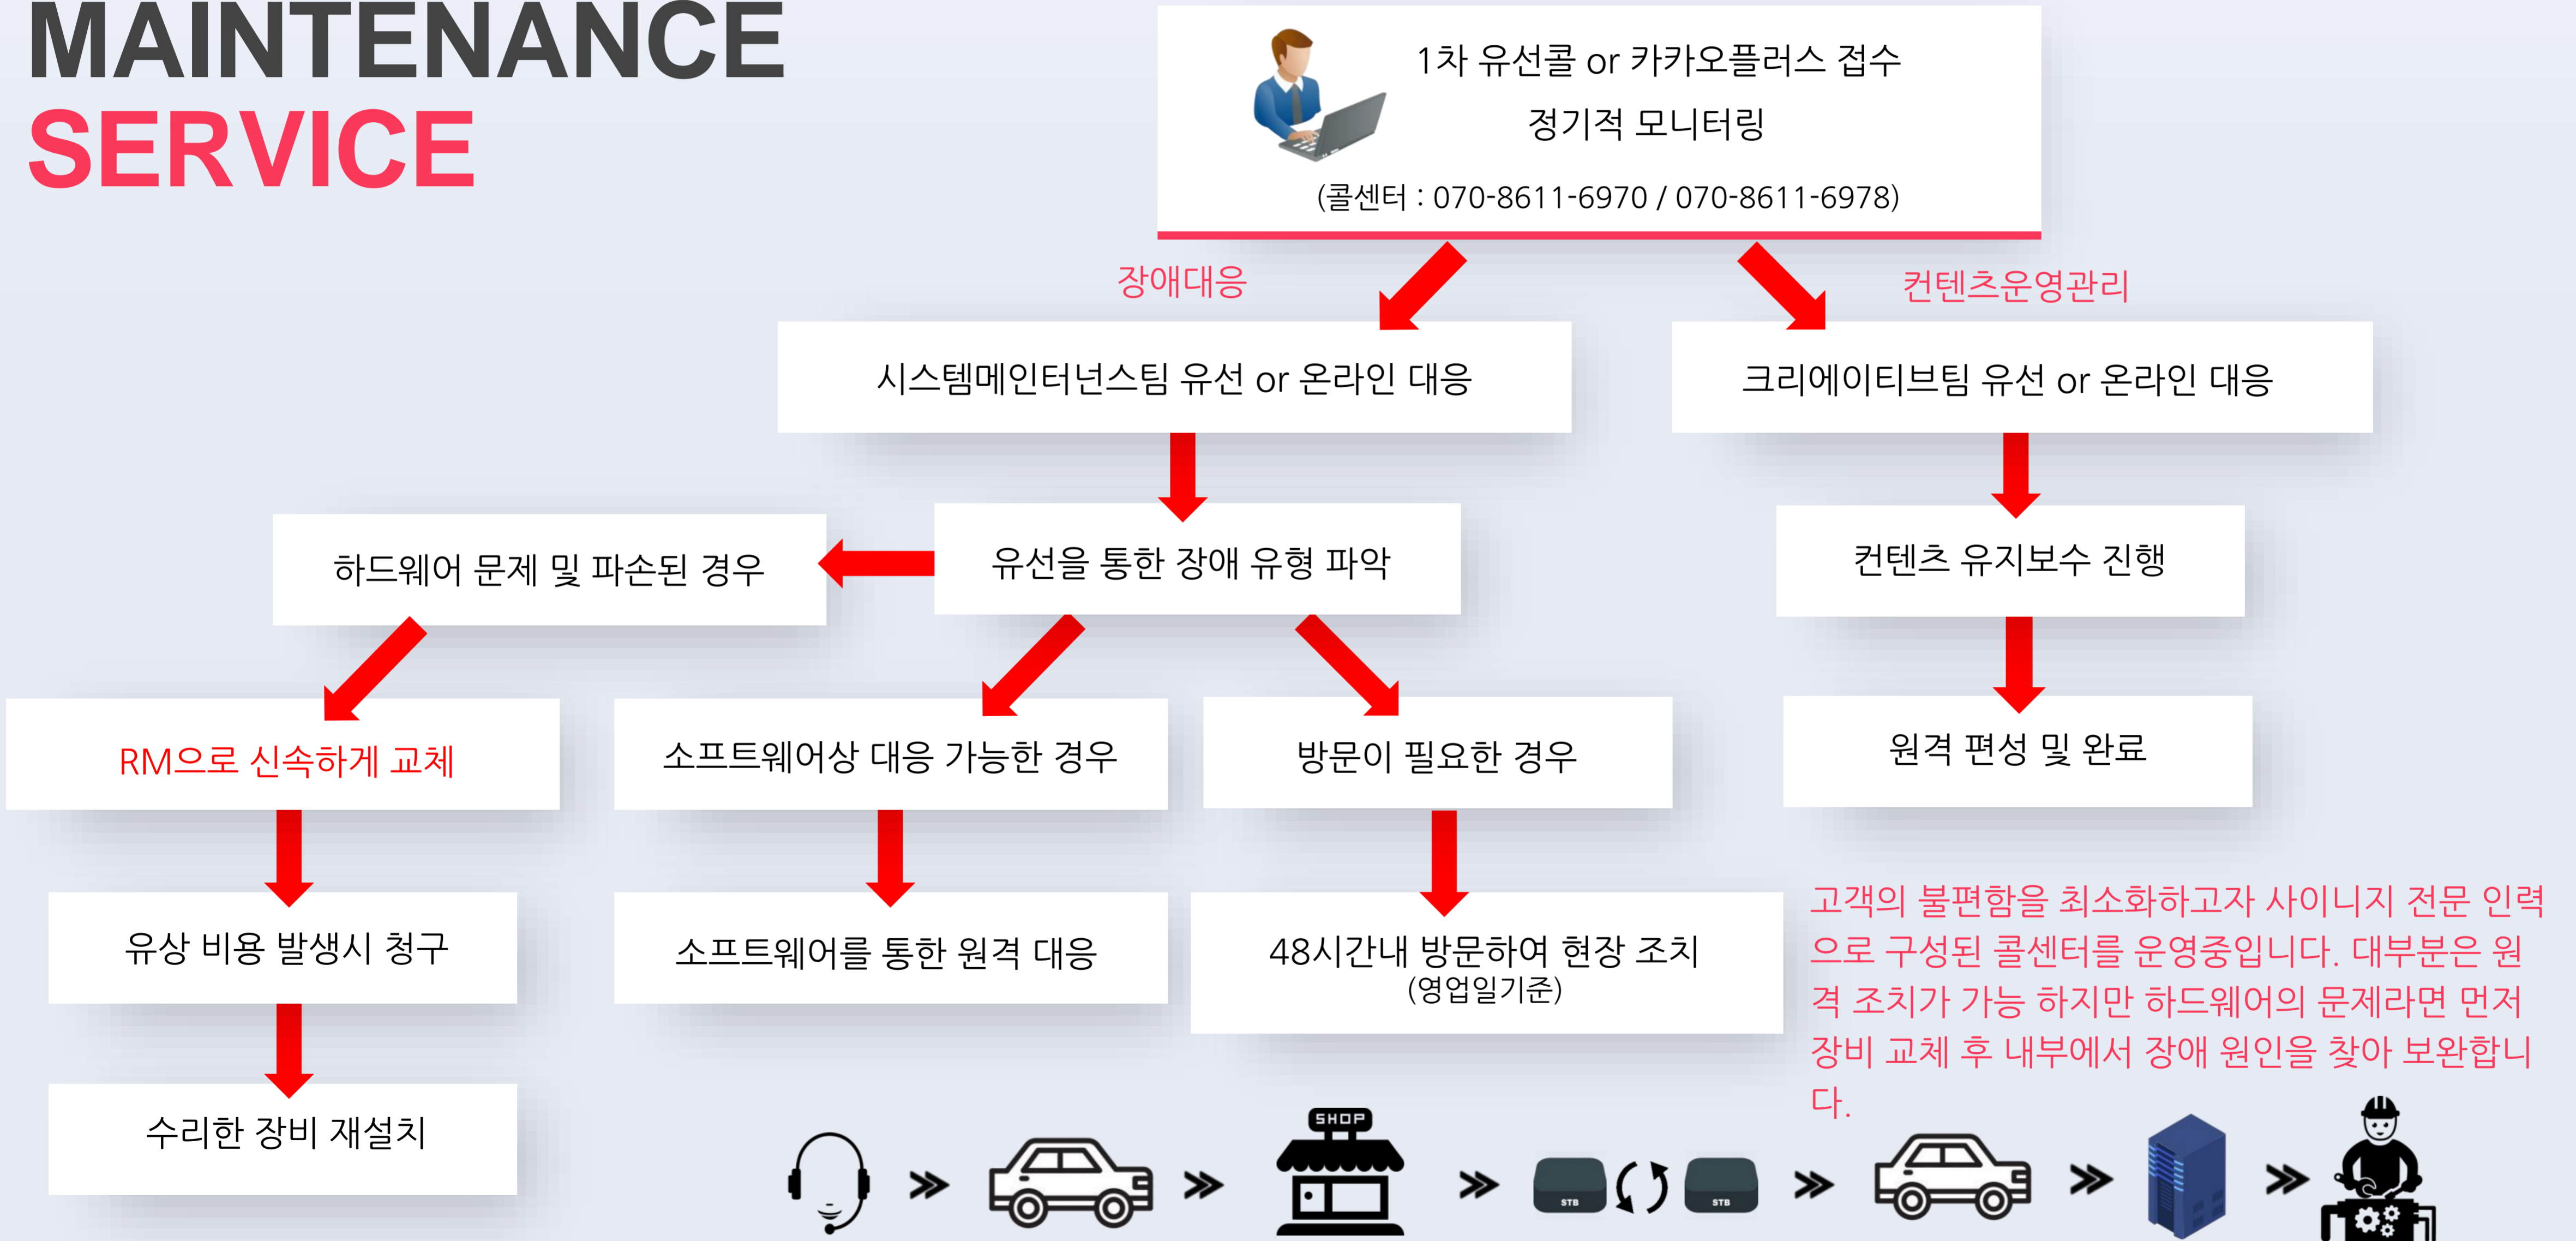 MAINTENANCE
SERVICE
1차 유선콜 or 카카오플러스 접수
정기적 모니터링
(콜센터 : 070-8611-6970 / 070-8611-6978)
장애대응
컨텐츠운영관리
시스템메인터넌스팀 유선 or 온라인 대응
크리에이티브팀 유선 or 온라인 대응
하드웨어 문제 및 파손된 경우
유선을 통한 장애 유형 파악
컨텐츠 유지보수 진행
RM으로 신속하게 교체
소프트웨어상 대응 가능한 경우
방문이 필요한 경우
원격 편성 및 완료
유상 비용 발생시 청구
소프트웨어를 통한 원격 대응
48시간내 방문하여 현장 조치
(영업일기준)
고객의 불편함을 최소화하고자 사이니지 전문 인력
으로 구성된 콜센터를 운영중입니다. 대부분은 원
격 조치가 가능 하지만 하드웨어의 문제라면 먼저
장비 교체 후 내부에서 장애 원인을 찾아 보완합니
다.
수리한 장비 재설치
SHOP
STB
STB